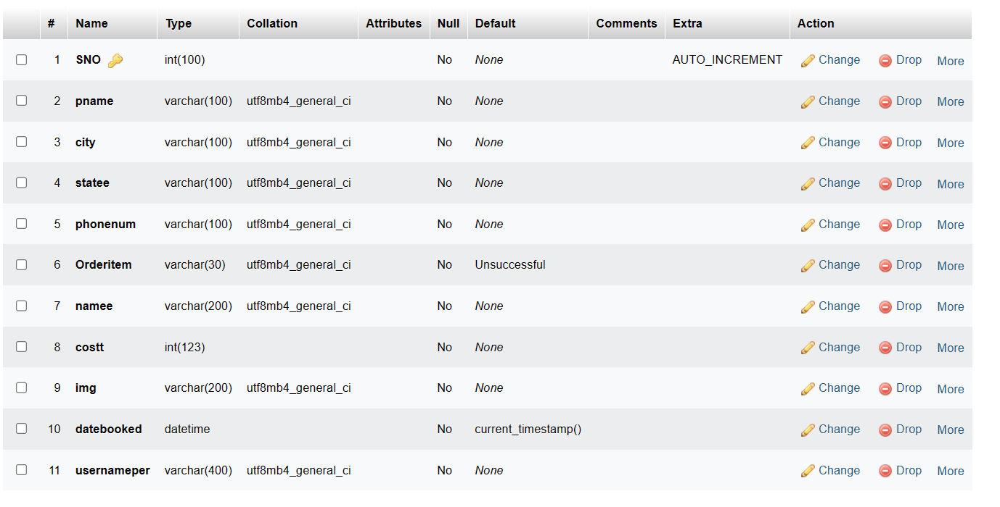 # Name Type Collation Attributes Null Default Comments Extra Action
1 SNO int(100) No None AUTO_INCREMENT Change Drop More
2 pname varchar(100) utf8mb4_general_ci No None Change Drop More
3 city varchar(100) utf8mb4_general_ci No None Change Drop More
4 statee varchar(100) utf8mb4_general_ci No None Change Drop More
5 phonenum varchar(100) utf8mb4_general_ci No None Change Drop More
6 Orderitem varchar(30) utf8mb4_general_ci No Unsuccessful Change Drop More
7 namee varchar(200) utf8mb4_general_ci No None Change Drop More
8 costt int(123) No None Change Drop More
9 img varchar(200) utf8mb4_general_ci No None Change Drop More
10 datebooked datetime No current_timestamp() Change Drop More
11 usernameper varchar(400) utf8mb4_general_ci No None Change Drop More